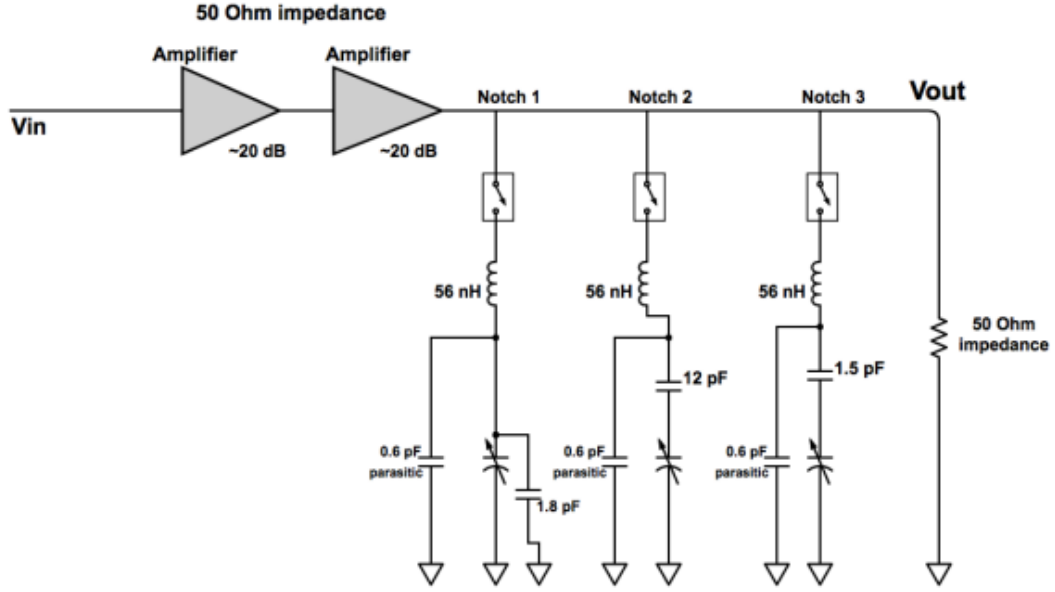 50 Ohm impedance
Amplifier
Amplifier
Vin
~20 dB
~20 dB
Notch 1
Notch 2
Notch 3
Vout
56 nH
56 nH
56 nH
50 Ohm
impedance
12 pF
1.5 pF
0.6 pF
parasitic
1.8 pF
0.6 pF
parasitic
0.6 pF
parasitic